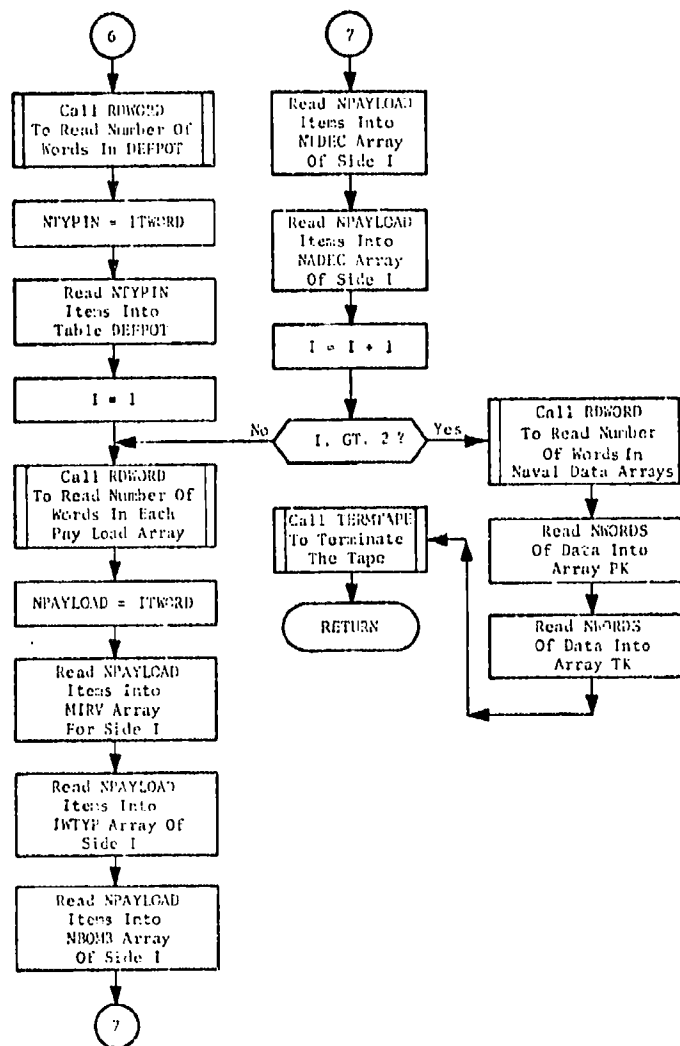 6
Call RDWORD
To Read Number Of
Words In DEFPOT
NTYPIN = ITWORD
Read NTYPIN
Items Into
Table DEFPOT
I = 1
Call RDWORD
To Read Number Of
Words In Each
Pay Load Array
NPAYLOAD = ITWORD
Read NPAYLOAD
Items Into
MIRV Array
For Side I
Read NPAYLOAD
Items Into
IWTYP Array Of
Side I
Read NPAYLOAD
Items Into
NBOMB Array
Of Side I
7
7
Read NPAYLOAD
Items Into
NTDEC Array
Of Side I
Read NPAYLOAD
Items Into
NADEC Array
Of Side I
I = I + 1
No
I. GT. 2 ?
Yes
Call RDWORD
To Read Number
Of Words In
Naval Data Arrays
Read NWORDS
Of Data Into
Array PK
Read NWORDS
Of Data Into
Array TK
Call TERMTAPE
To Terminate
The Tape
RETURN